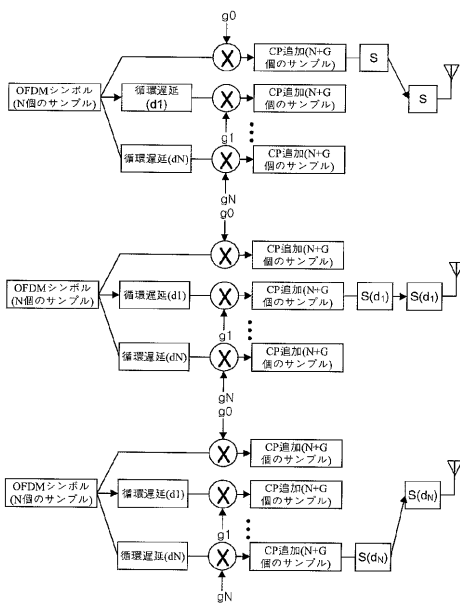 g0
CP追加(N+G
個のサンプル)
S
S
OFDMシンボル
(N個のサンプル)
循環遅延
(d1)
CP追加(N+G
個のサンプル)
g1
循環遅延(dN)
CP追加(N+G
個のサンプル)
gN
g0
CP追加(N+G
個のサンプル)
OFDMシンボル
(N個のサンプル)
循環遅延(d1)
CP追加(N+G
個のサンプル)
S(d1)
S(d1)
g1
循環遅延(dN)
CP追加(N+G
個のサンプル)
gN
g0
CP追加(N+G
個のサンプル)
OFDMシンボル
(N個のサンプル)
循環遅延(d1)
CP追加(N+G
個のサンプル)
S(dN)
g1
循環遅延(dN)
CP追加(N+G
個のサンプル)
S(dN)
gN